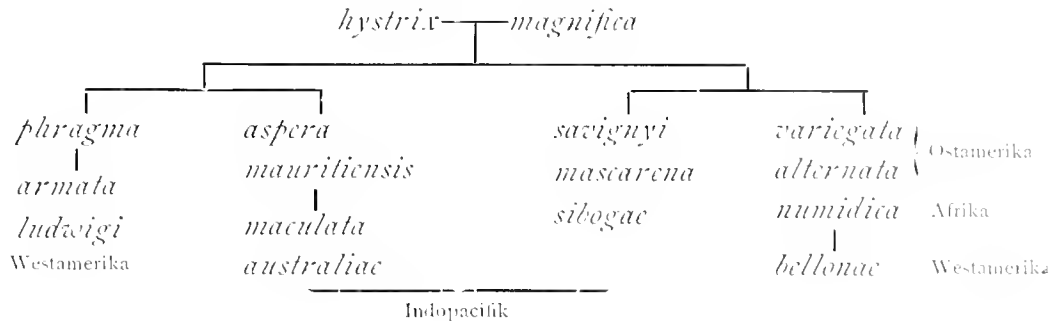 hystrix magnifica
phragma aspera savignyi variegata
mauritiensis mascarena alternata Ostamerika
armata
ludwigi maculata sibogae numidica Afrika
Westamerika australiae bellonae Westamerika
Indopacifik